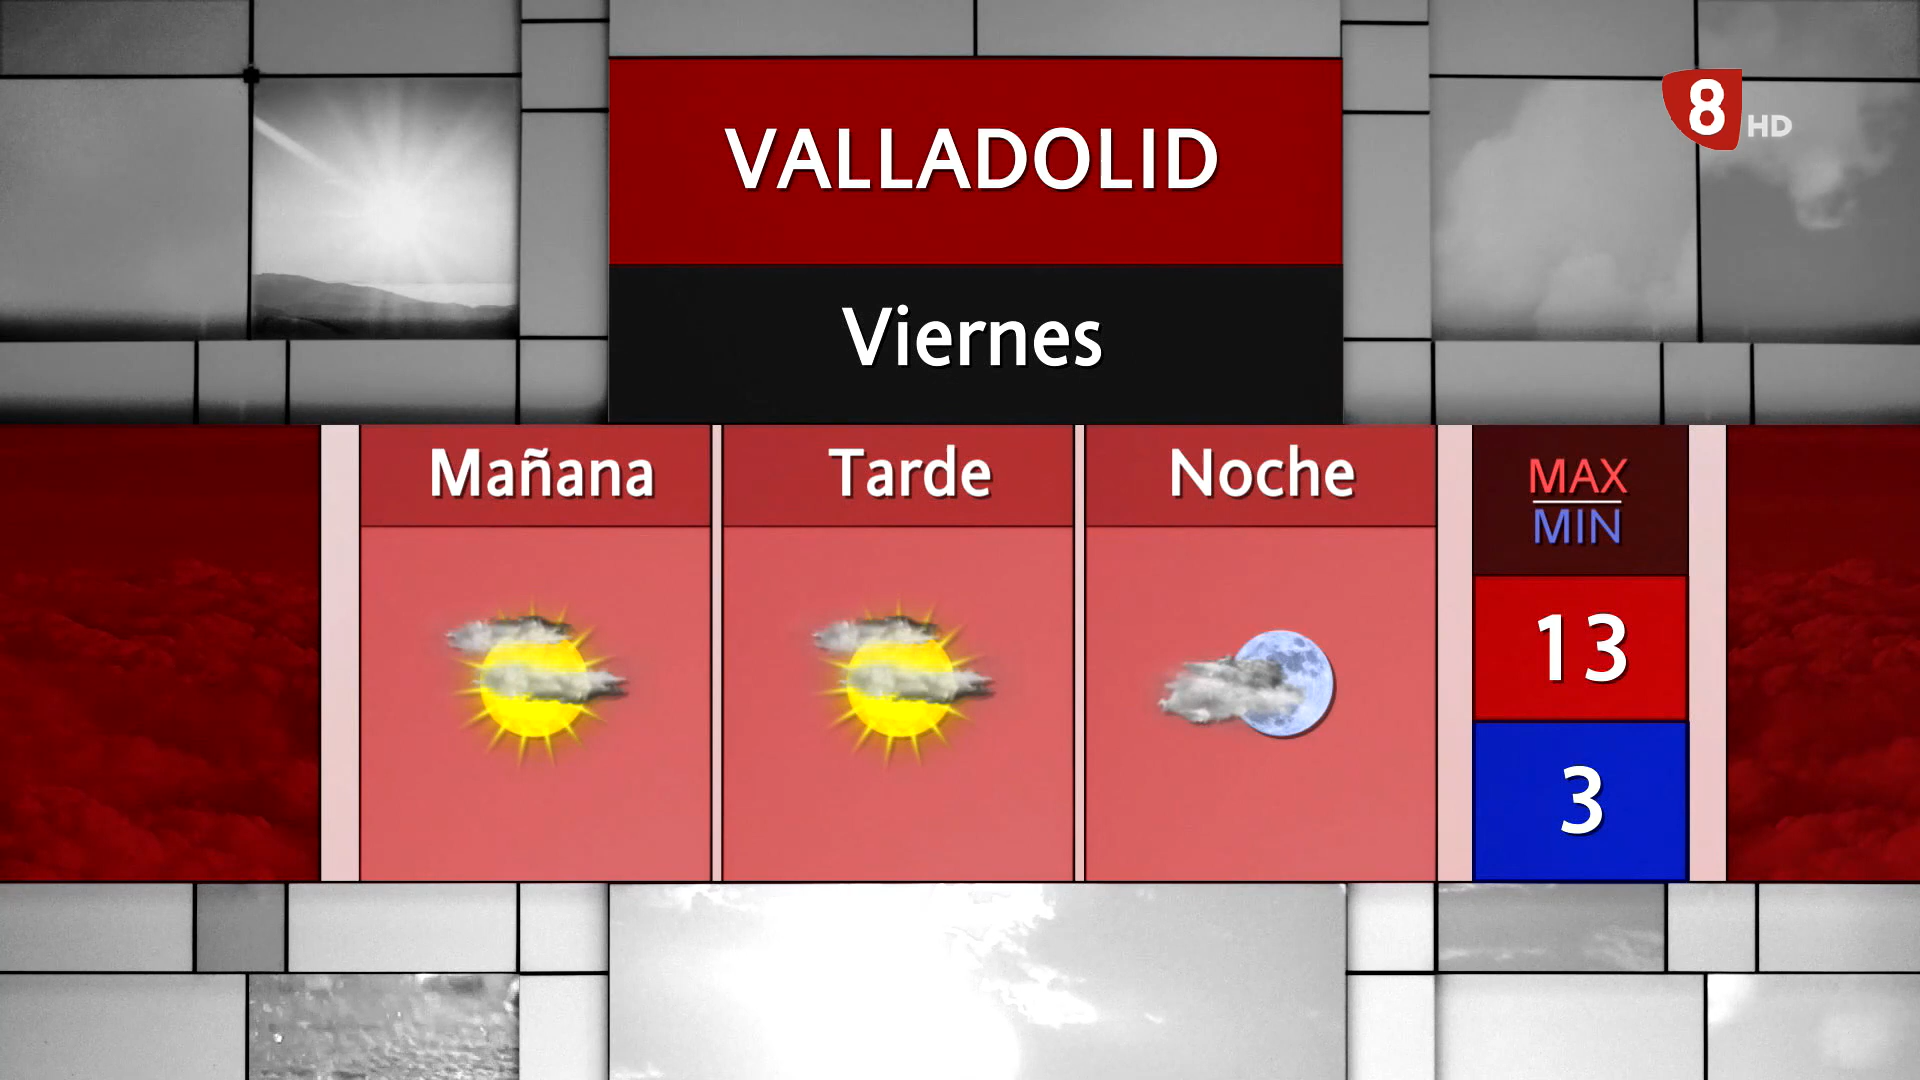 VALLADOLID
8 HD
Viernes
Mañana
Tarde
Noche
MAX
MIN
13
3